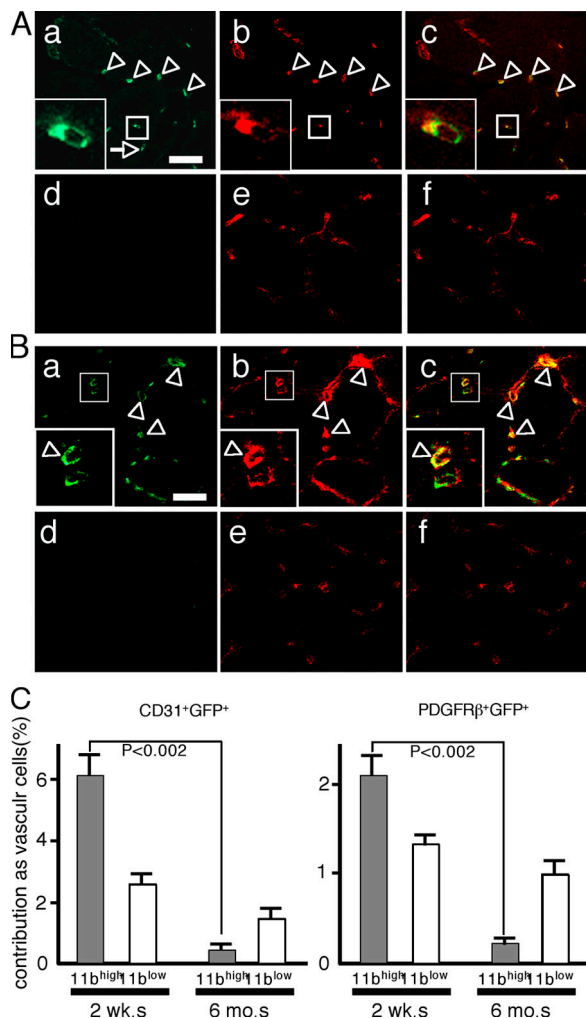 A
a b c
d e f
B
a b c
d e f
C
CD31+GFP+ PDGFRβ+GFP+
contribution as vasculr cells(%)
P<0.002 P<0.002
6
4
2
0
2
1
0
11bhigh 11blow 11bhigh 11blow 11bhigh 11blow 11bhigh 11blow
2 wk.s 6 mo.s 2 wk.s 6 mo.s